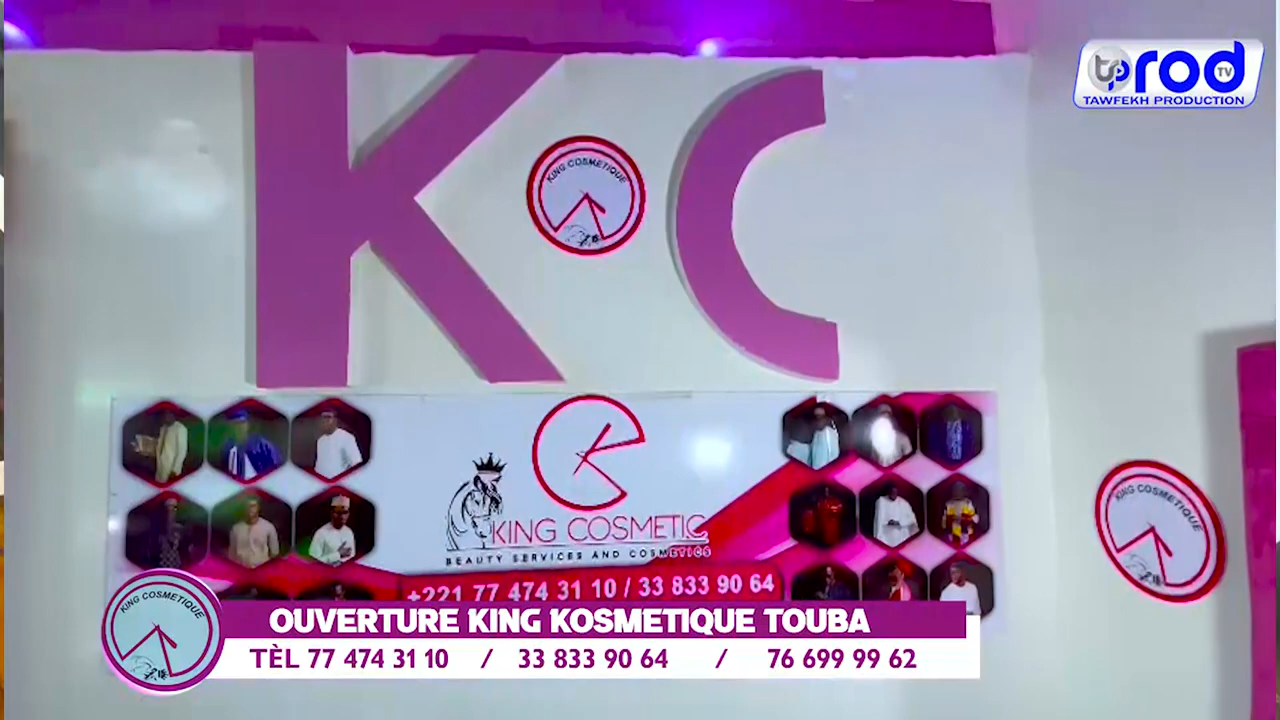 K C
KING COSMETIQUE
tp rod TV
TAWFEKH PRODUCTION
KING COSMETIC
BEAUTY SERVICES AND COSMETICS
+221 77 474 31 10 / 33 833 90 64
KING COSMETIQUE
KING COSMETIQUE
OUVERTURE KING KOSMETIQUE TOUBA
TÈL 77 474 31 10 / 33 833 90 64 / 76 699 99 62